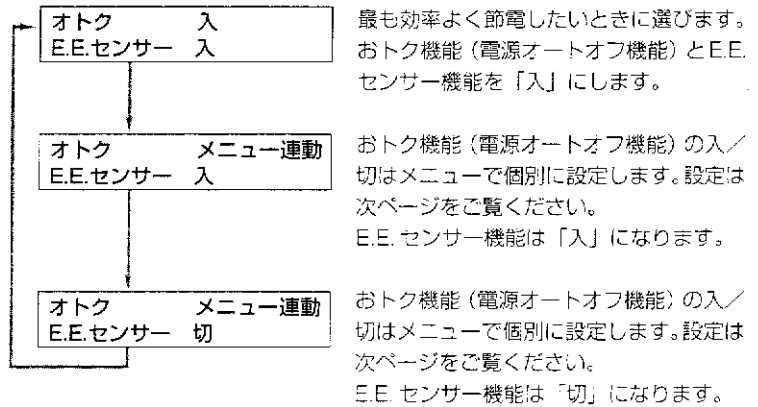 オトク 入
E.E.センサー 入
最も効率よく節電したいときに選びます。
おトク機能（電源オートオフ機能）とE.E.
センサー機能を「入」にします。
オトク メニュー連動
E.E.センサー 入
おトク機能（電源オートオフ機能）の入／
切はメニューで個別に設定します。設定は
次ページをご覧ください。
E.E. センサー機能は「入」になります。
オトク メニュー連動
E.E.センサー 切
おトク機能（電源オートオフ機能）の入／
切はメニューで個別に設定します。設定は
次ページをご覧ください。
E.E. センサー機能は「切」になります。